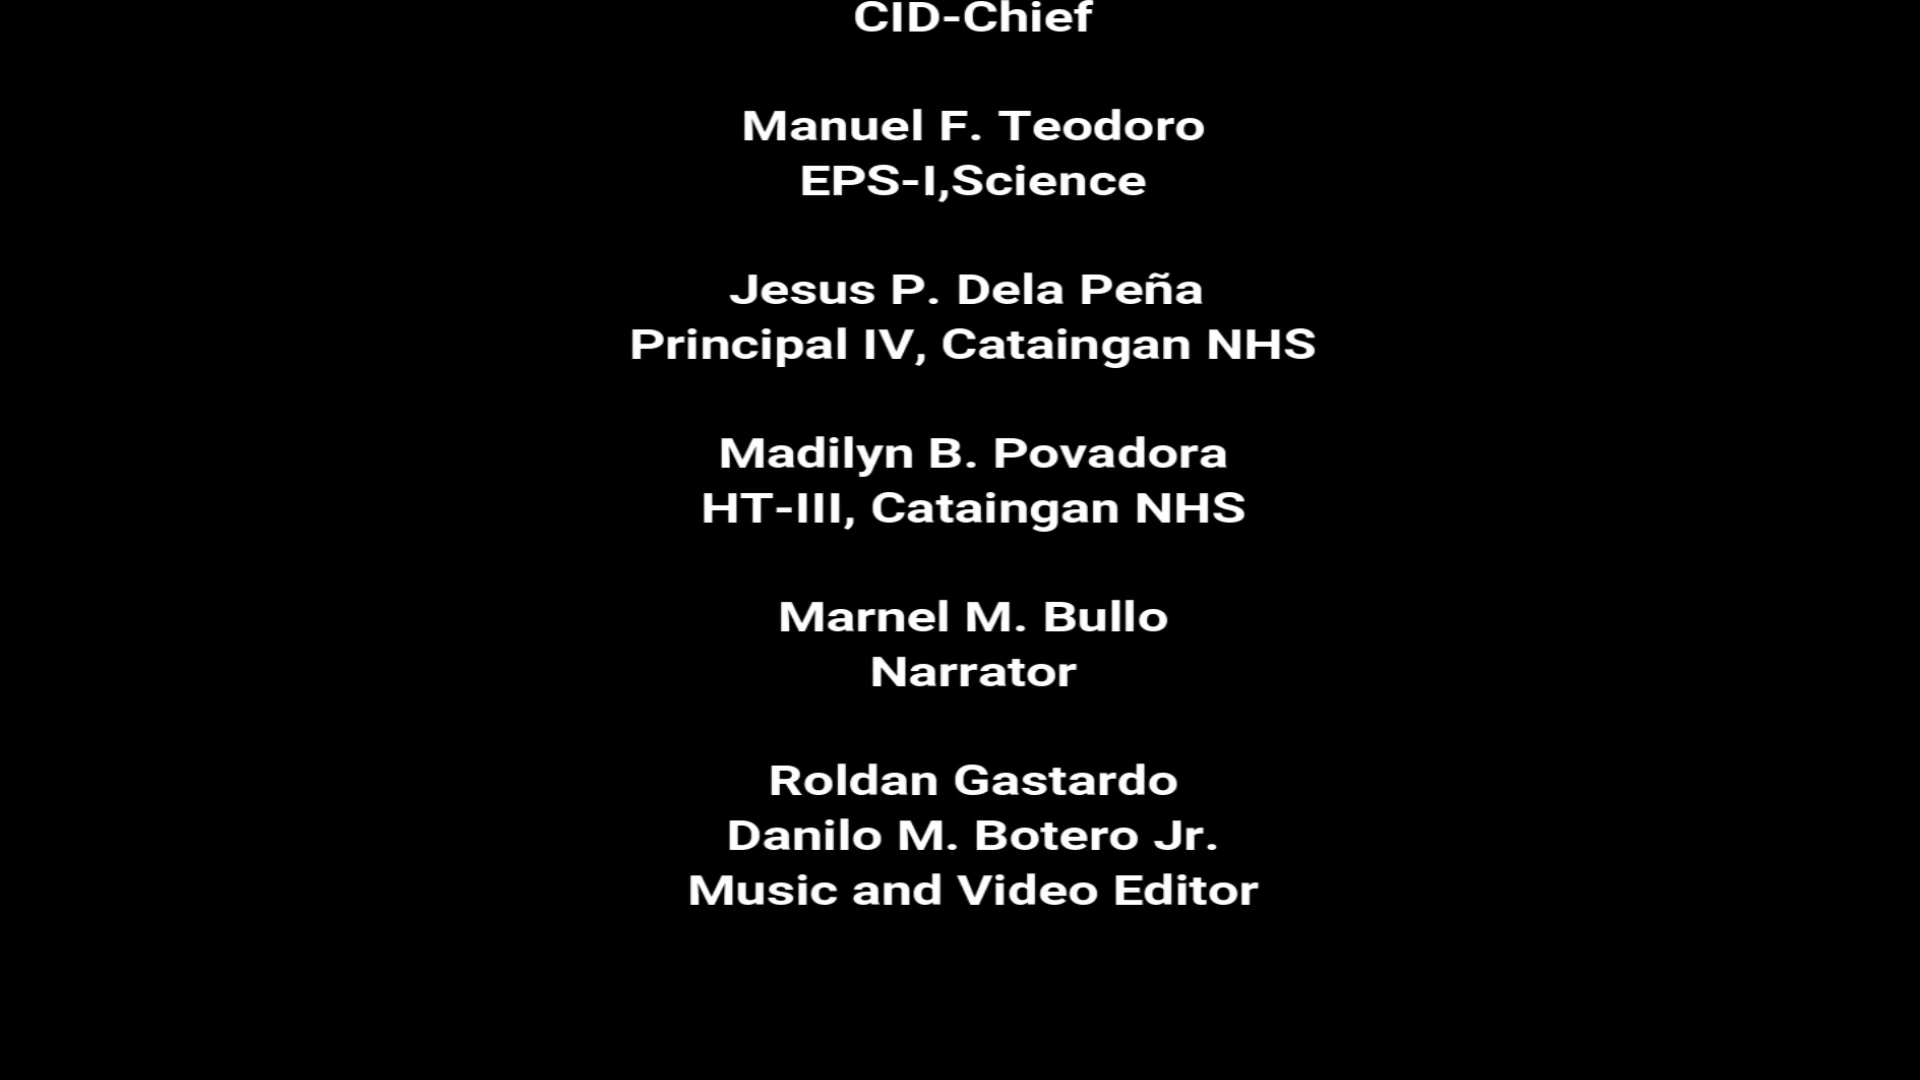 CID-Chief
Manuel F. Teodoro
EPS-I,Science
Jesus P. Dela Peña
Principal IV, Cataingan NHS
Madilyn B. Povadora
HT-III, Cataingan NHS
Marnel M. Bullo
Narrator
Roldan Gastardo
Danilo M. Botero Jr.
Music and Video Editor